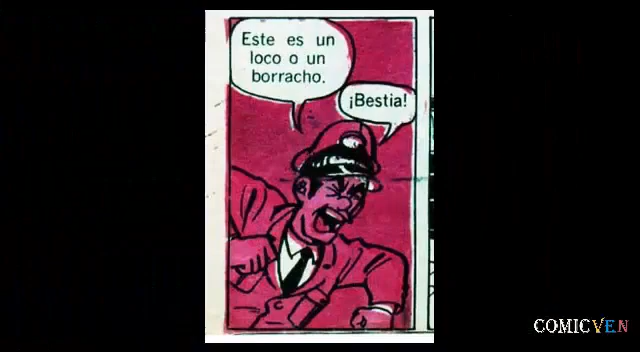 Este es un
loco o un
borracho.
¡Bestia!
COMICVEN